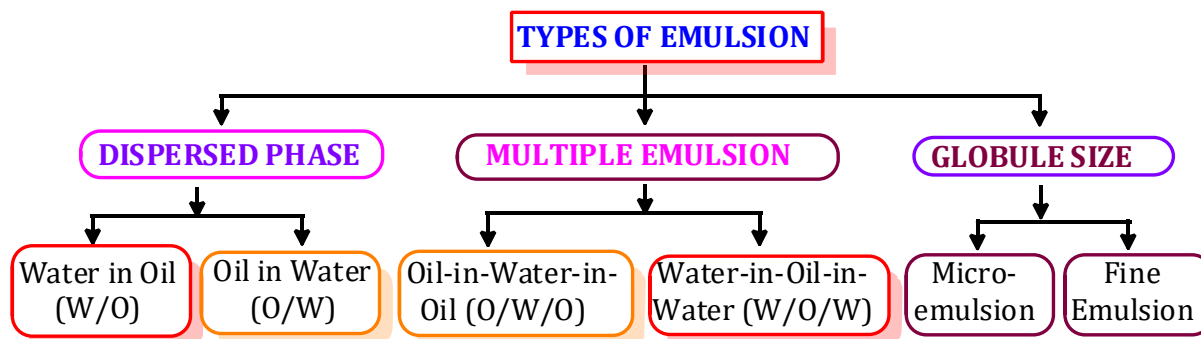 TYPES OF EMULSION
DISPERSED PHASE
MULTIPLE EMULSION
GLOBULE SIZE
Water in Oil
(W/O)
Oil in Water
(O/W)
Oil-in-Water-in-
Oil (O/W/O)
Water-in-Oil-in-
Water (W/O/W)
Micro-
emulsion
Fine
Emulsion